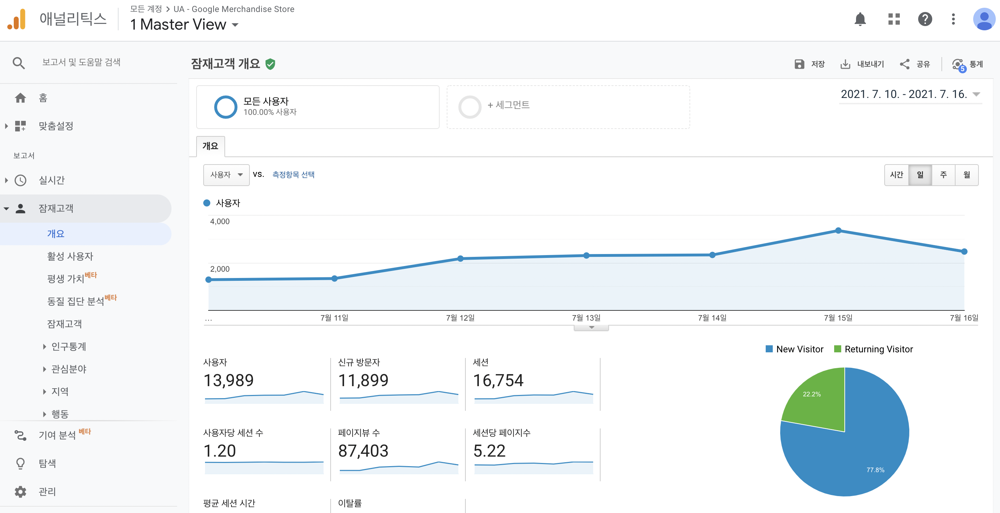 애널리틱스
모든 계정 > UA - Google Merchandise Store
1 Master View
보고서 및 도움말 검색
홈
맞춤설정
보고서
실시간
잠재고객
개요
활성 사용자
평생 가치 베타
동질 집단 분석 베타
잠재고객
인구통계
관심분야
지역
행동
기여 분석 베타
탐색
관리
잠재고객 개요
저장
내보내기
공유
5
통계
모든 사용자
100.00% 사용자
+ 세그먼트
2021. 7. 10. - 2021. 7. 16.
개요
사용자 vs. 측정항목 선택
시간 일 주 월
사용자
4,000
2,000
... 7월 11일 7월 12일 7월 13일 7월 14일 7월 15일 7월 16일
사용자
13,989
신규 방문자
11,899
세션
16,754
사용자당 세션 수
1.20
페이지뷰 수
87,403
세션당 페이지수
5.22
평균 세션 시간
이탈률
New Visitor Returning Visitor
22.2%
77.8%